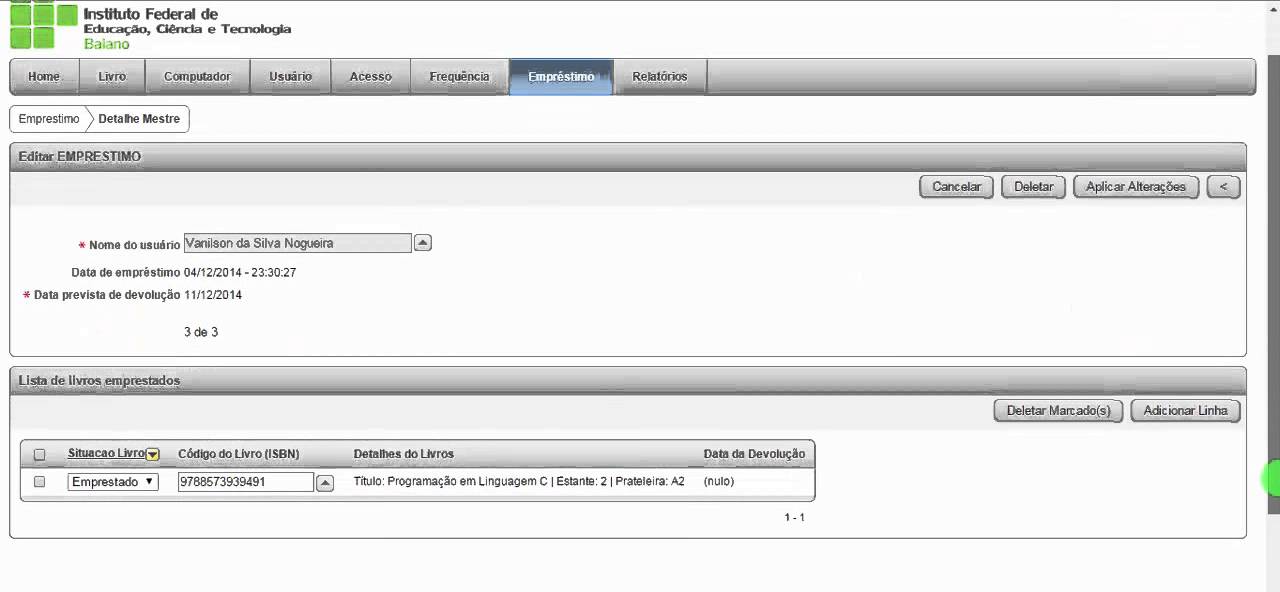 Instituto Federal de
Educação, Ciência e Tecnologia
Baiano
Home Livro Computador Usuário Acesso Frequência Empréstimo Relatórios
Emprestimo Detalhe Mestre
Editar EMPRESTIMO
Cancelar Deletar Aplicar Alterações <
* Nome do usuário Vanilson da Silva Nogueira
Data de empréstimo 04/12/2014 - 23:30:27
* Data prevista de devolução 11/12/2014
3 de 3
Lista de livros emprestados
Deletar Marcado(s) Adicionar Linha
Situacao Livro Código do Livro (ISBN) Detalhes do Livros Data da Devolução
Emprestado 9788573939491 Título: Programação em Linguagem C | Estante: 2 | Prateleira: A2 (nulo)
1 - 1